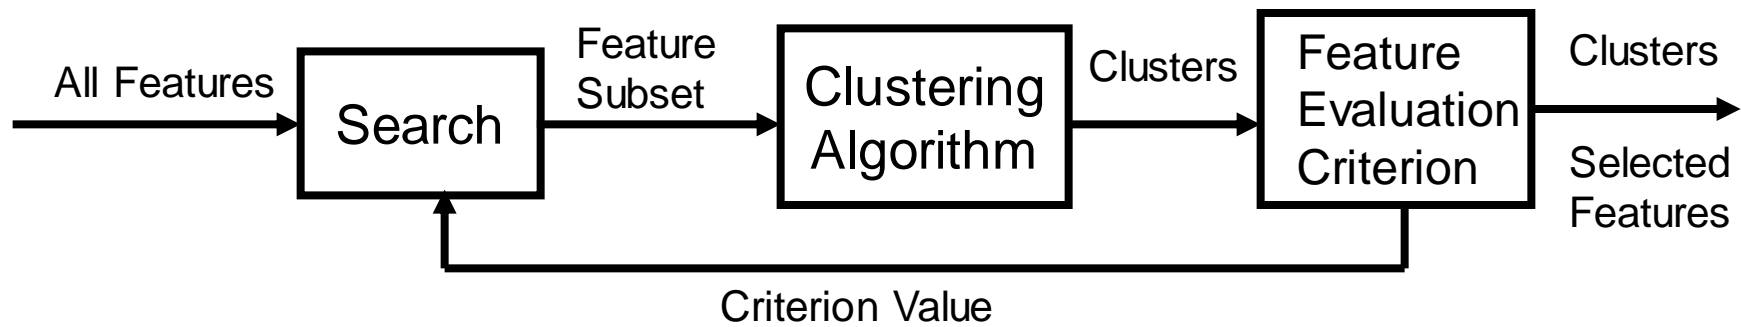 All Features
Search
Feature
Subset
Clustering
Algorithm
Clusters
Feature
Evaluation
Criterion
Clusters
Selected
Features
Criterion Value